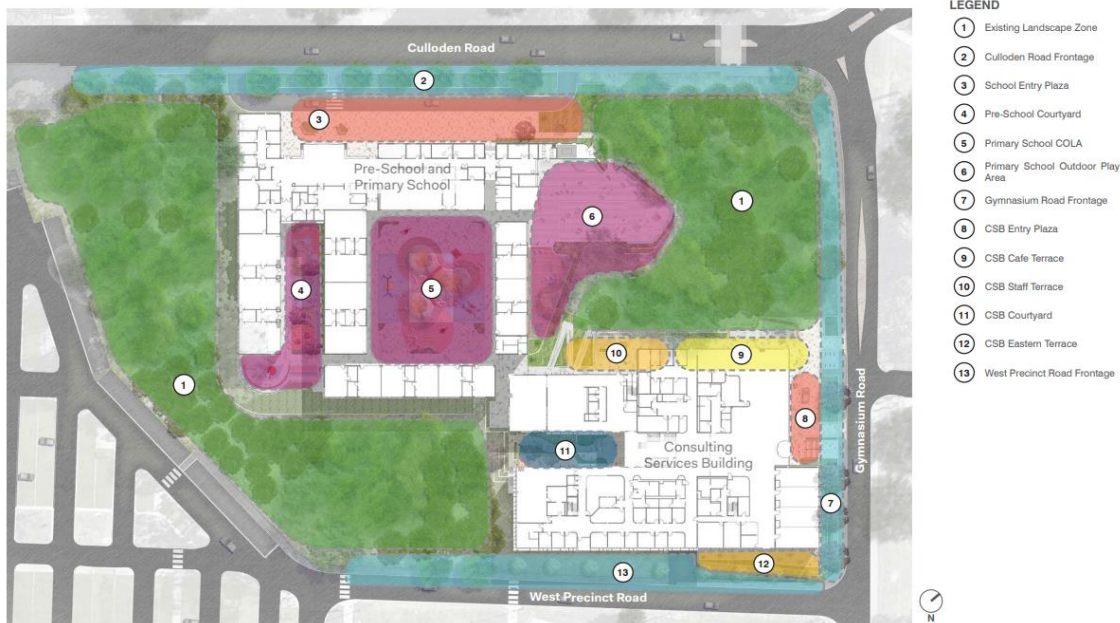 LEGEND
1 Existing Landscape Zone
2 Culloden Road Frontage
3 School Entry Plaza
4 Pre-School Courtyard
5 Primary School COLA
6 Primary School Outdoor Play
Area
7 Gymnasium Road Frontage
8 CSB Entry Plaza
9 CSB Cafe Terrace
10 CSB Staff Terrace
11 CSB Courtyard
12 CSB Eastern Terrace
13 West Precinct Road Frontage
Culloden Road
2
3
Pre-School and
Primary School
6
1
4
5
1
10
9
8
Gymnasium Road
11
Consulting
Services Building
7
12
13
West Precinct Road
N